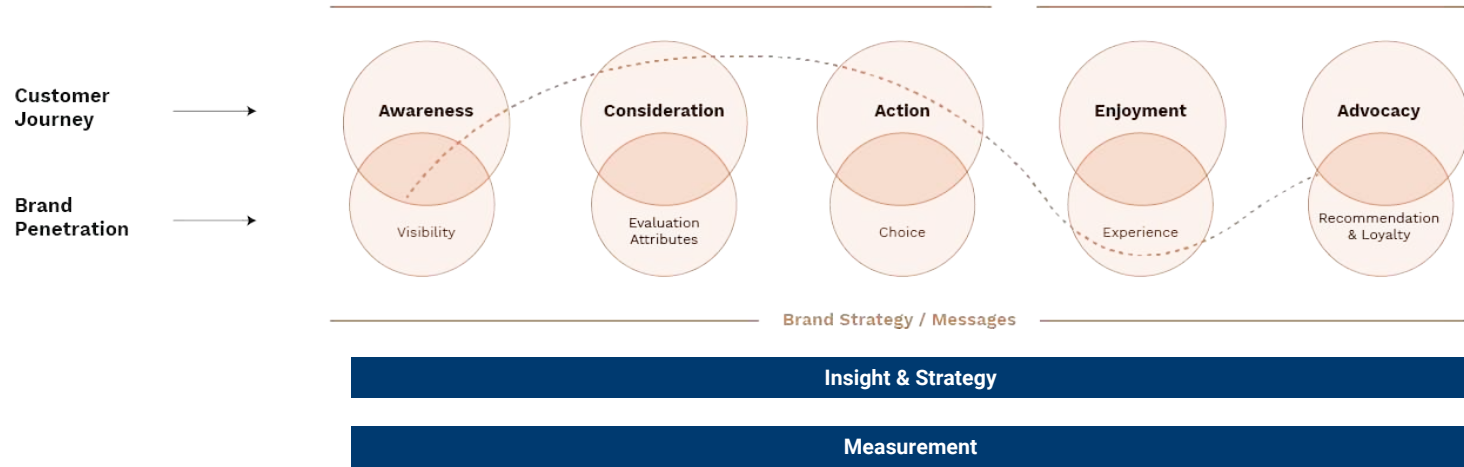 Customer
Journey
Awareness
Consideration
Action
Enjoyment
Advocacy
Brand
Penetration
Visibility
Evaluation
Attributes
Choice
Experience
Recommendation
& Loyalty
Brand Strategy / Messages
Insight & Strategy
Measurement